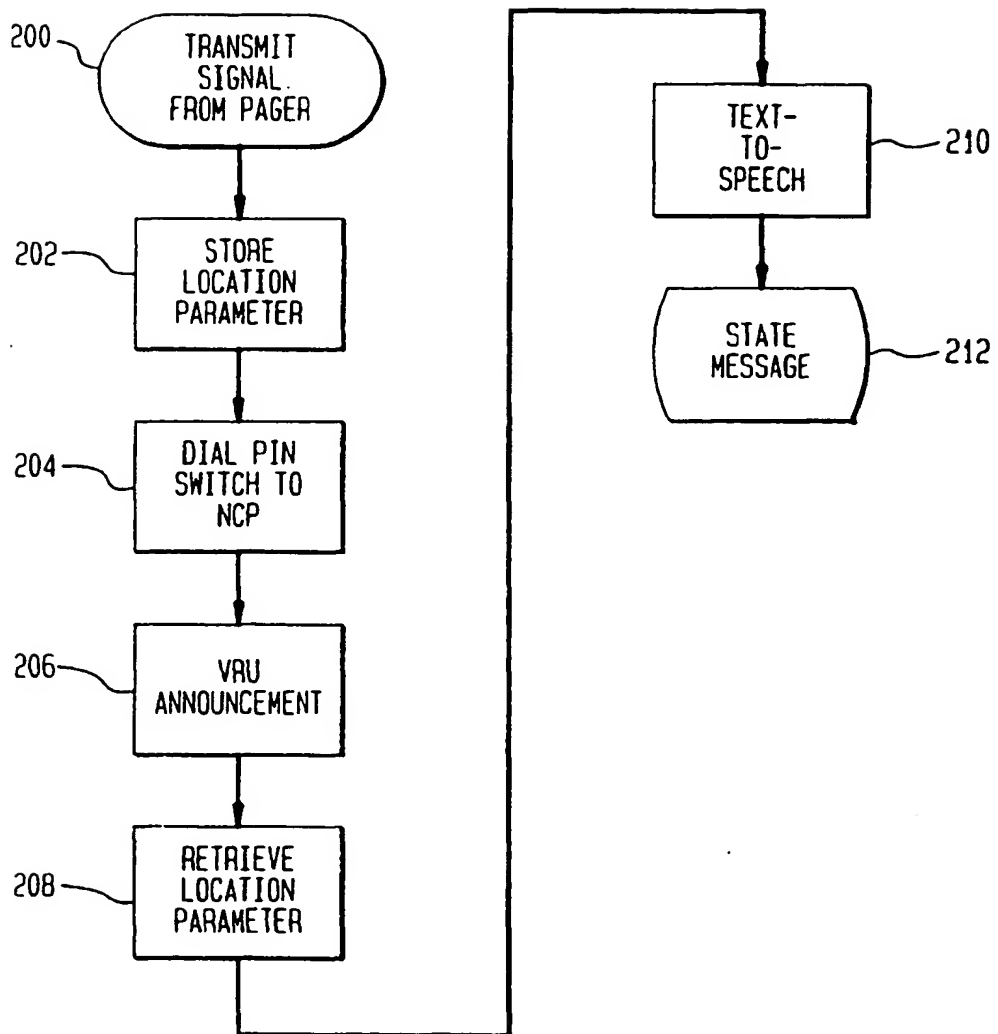 200
TRANSMIT
SIGNAL.
FROM PAGER
202
STORE
LOCATION
PARAMETER
204
DIAL PIN
SWITCH TO
NCP
206
VRU
ANNOUNCEMENT
208
RETRIEVE
LOCATION
PARAMETER
TEXT-
TO-
SPEECH
210
STATE
MESSAGE
212